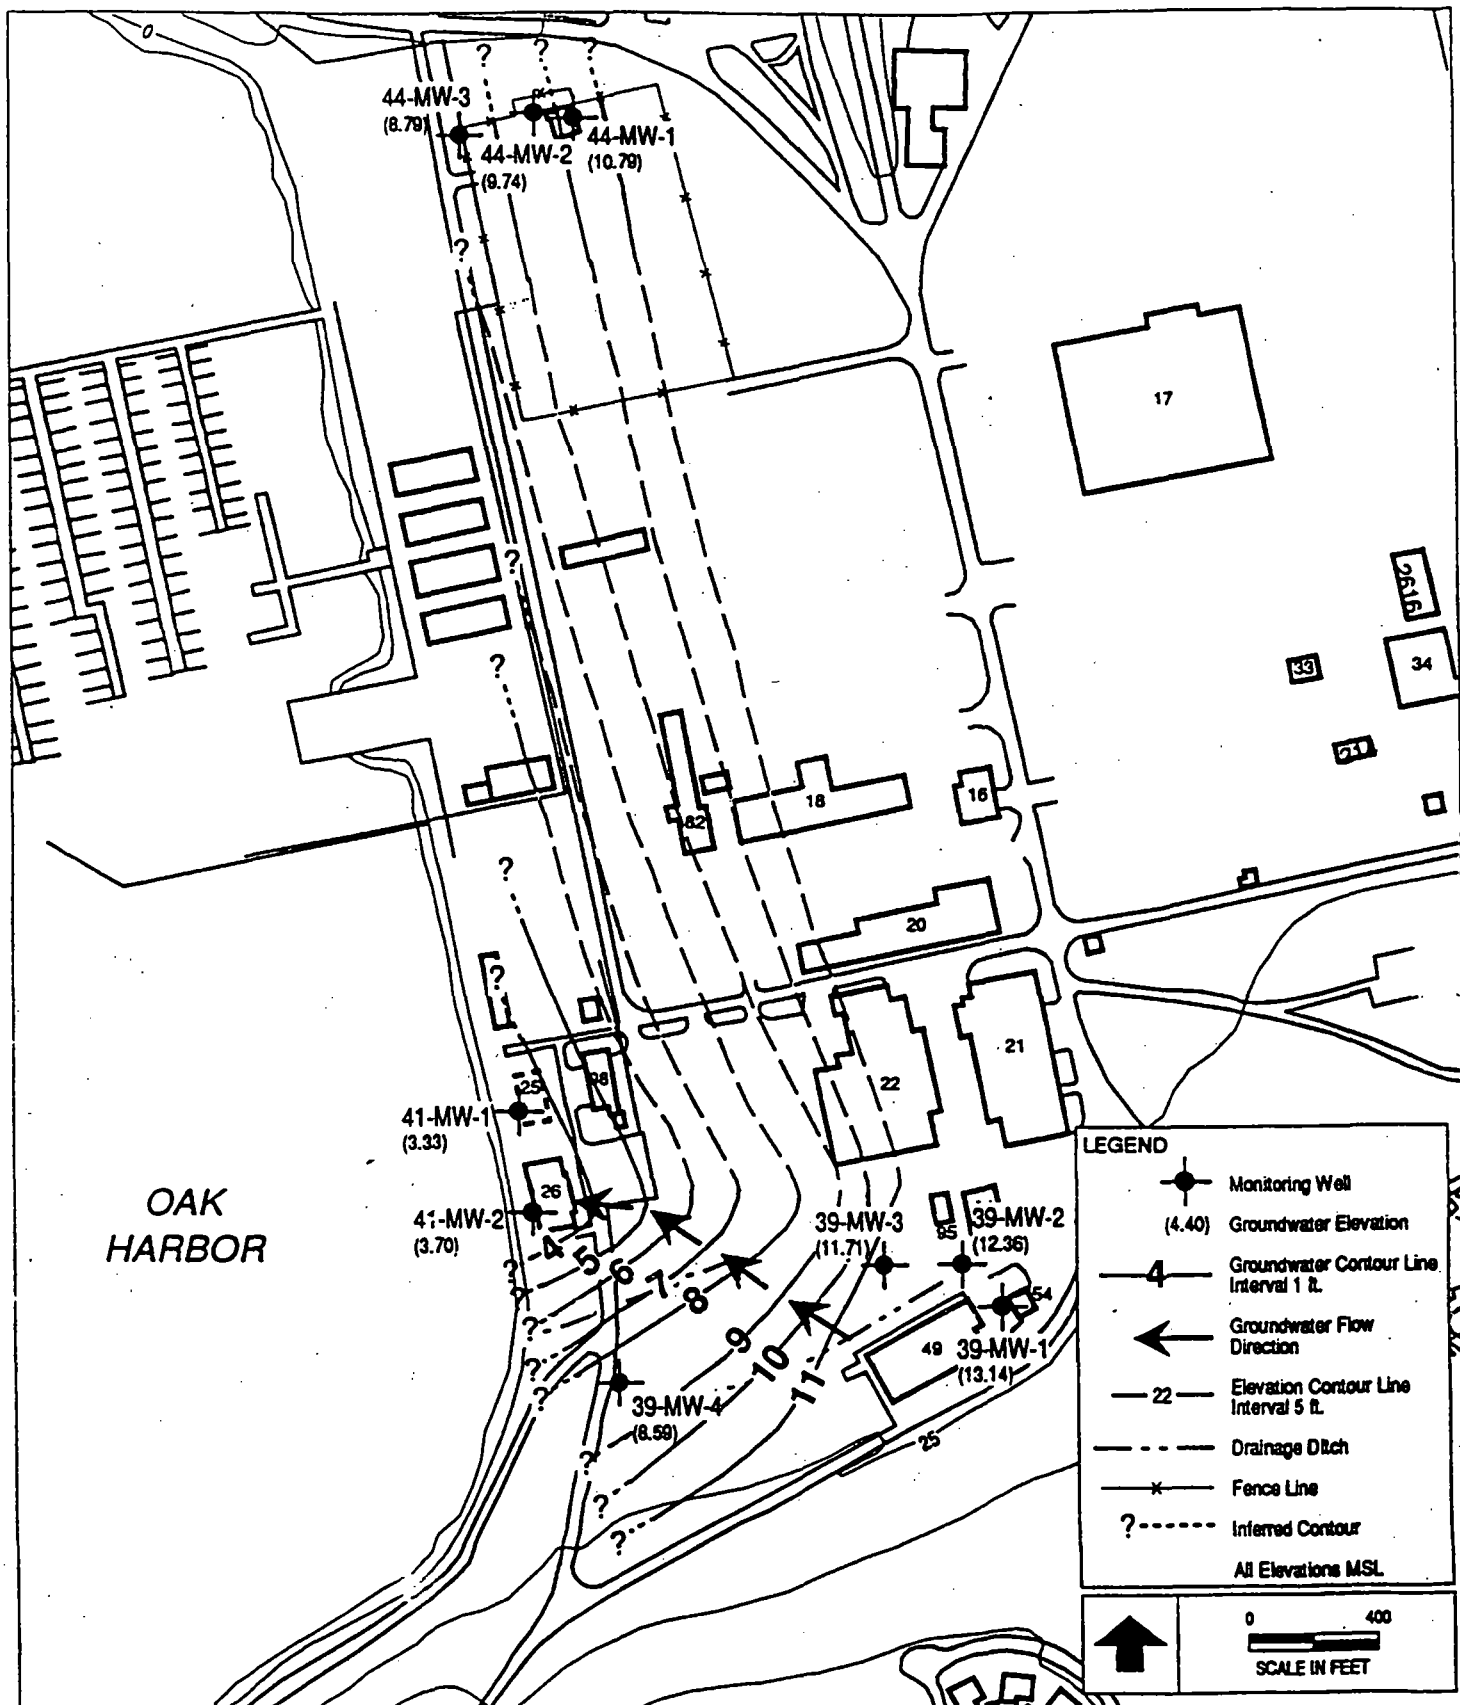 0
? ? ?
44-MW-3
(8.79)
44-MW-2
(9.74)
44-MW-1
(10.79)
?
17
?
2616
33
34
?
21
18
16
82
?
20
?
21
22
25
98
41-MW-1
(3.33)
26
41-MW-2
(3.70)
OAK
HARBOR
39-MW-3
(11.71)
95
39-MW-2
(12.36)
4
5
6
7
8
9
10
11
?
?
?
?
?
54
49
39-MW-1
(13.14)
39-MW-4
(8.59)
25
?
?
?
LEGEND
Monitoring Well
(4.40) Groundwater Elevation
4 Groundwater Contour Line
Interval 1 ft.
Groundwater Flow
Direction
22 Elevation Contour Line
Interval 5 ft.
Drainage Ditch
x Fence Line
? Inferred Contour
All Elevations MSL
0 400
SCALE IN FEET